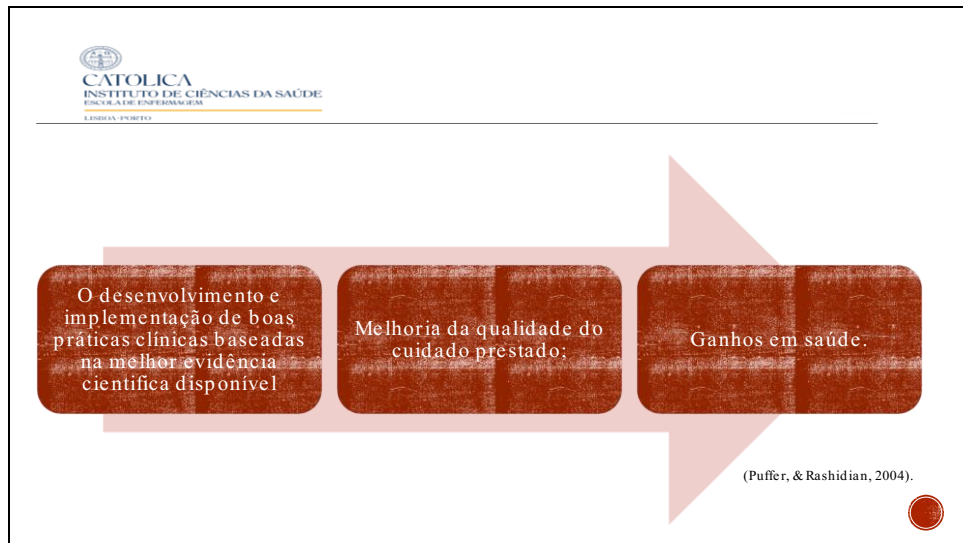 CATOLICA
INSTITUTO DE CIÊNCIAS DA SAÚDE
ESCOLA DE ENFERMAGEM
LISBOA · PORTO
O desenvolvimento e
implementação de boas
práticas clínicas baseadas
na melhor evidência
cientifica disponível
Melhoria da qualidade do
cuidado prestado;
Ganhos em saúde.
(Puffer, & Rashidian, 2004).